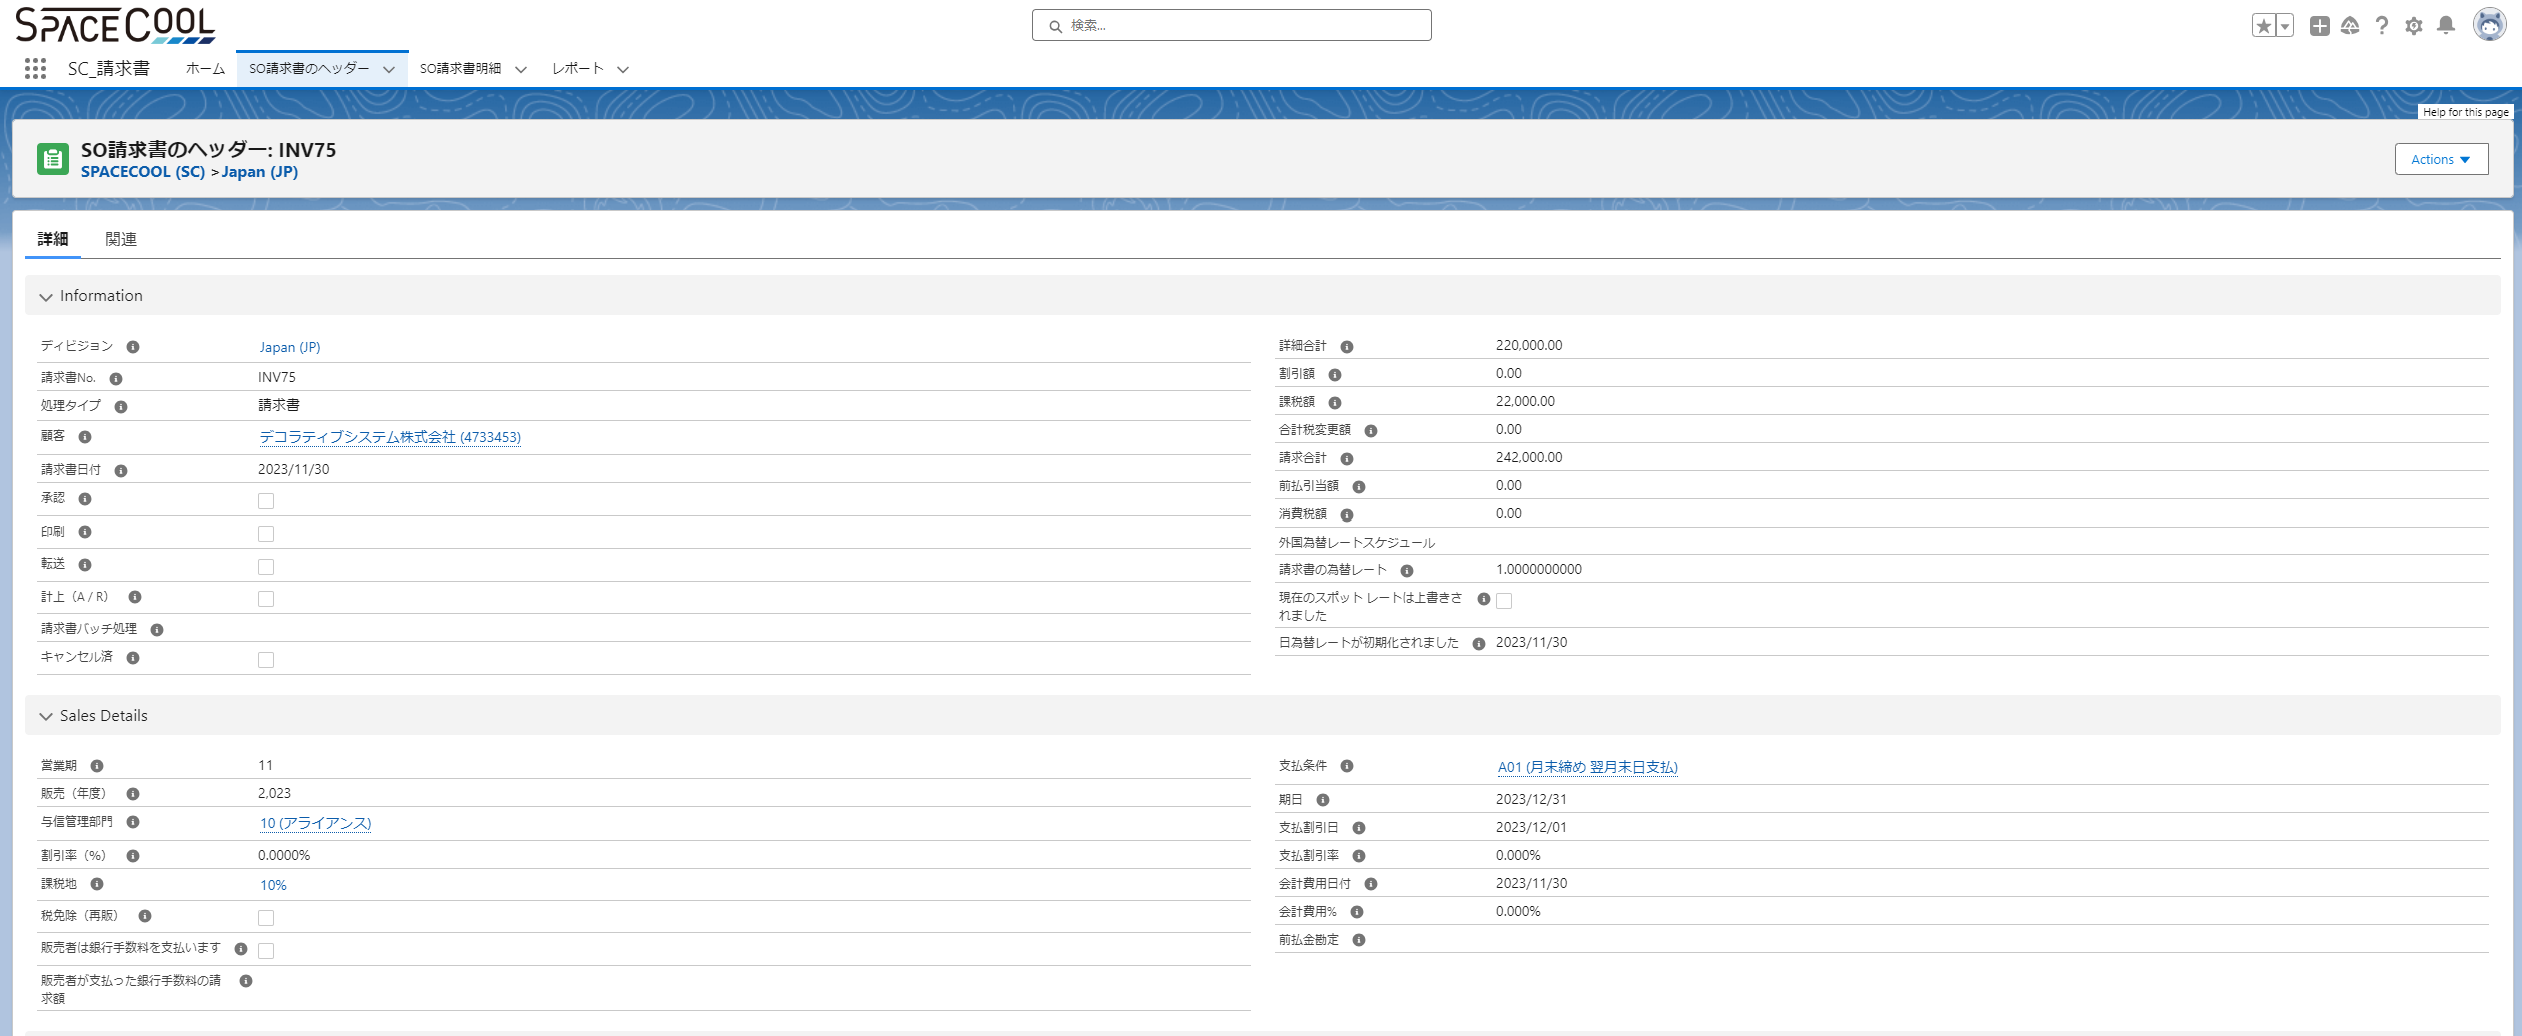 SPACECOOL
検索...
SC_請求書
ホーム
SO請求書のヘッダー
SO請求書明細
レポート
Help for this page
SO請求書のヘッダー: INV75
SPACECOOL (SC) >Japan (JP)
Actions
詳細
関連
Information
ディビジョン Japan (JP)
請求書No. INV75
処理タイプ 請求書
顧客 デコラティブシステム株式会社 (4733453)
請求書日付 2023/11/30
承認
印刷
転送
計上（A / R）
請求書バッチ処理
キャンセル済
詳細合計 220,000.00
割引額 0.00
課税額 22,000.00
合計税変更額 0.00
請求合計 242,000.00
前払引当額 0.00
消費税額 0.00
外国為替レートスケジュール
請求書の為替レート 1.0000000000
現在のスポット レートは上書きさ
れました
日為替レートが初期化されました 2023/11/30
Sales Details
営業期 11
販売（年度） 2,023
与信管理部門 10 (アライアンス)
割引率（%） 0.0000%
課税地 10%
税免除（再販）
販売者は銀行手数料を支払います
販売者が支払った銀行手数料の請
求額
支払条件 A01 (月末締め 翌月末日支払)
期日 2023/12/31
支払割引日 2023/12/01
支払割引率 0.000%
会計費用日付 2023/11/30
会計費用% 0.000%
前払金勘定